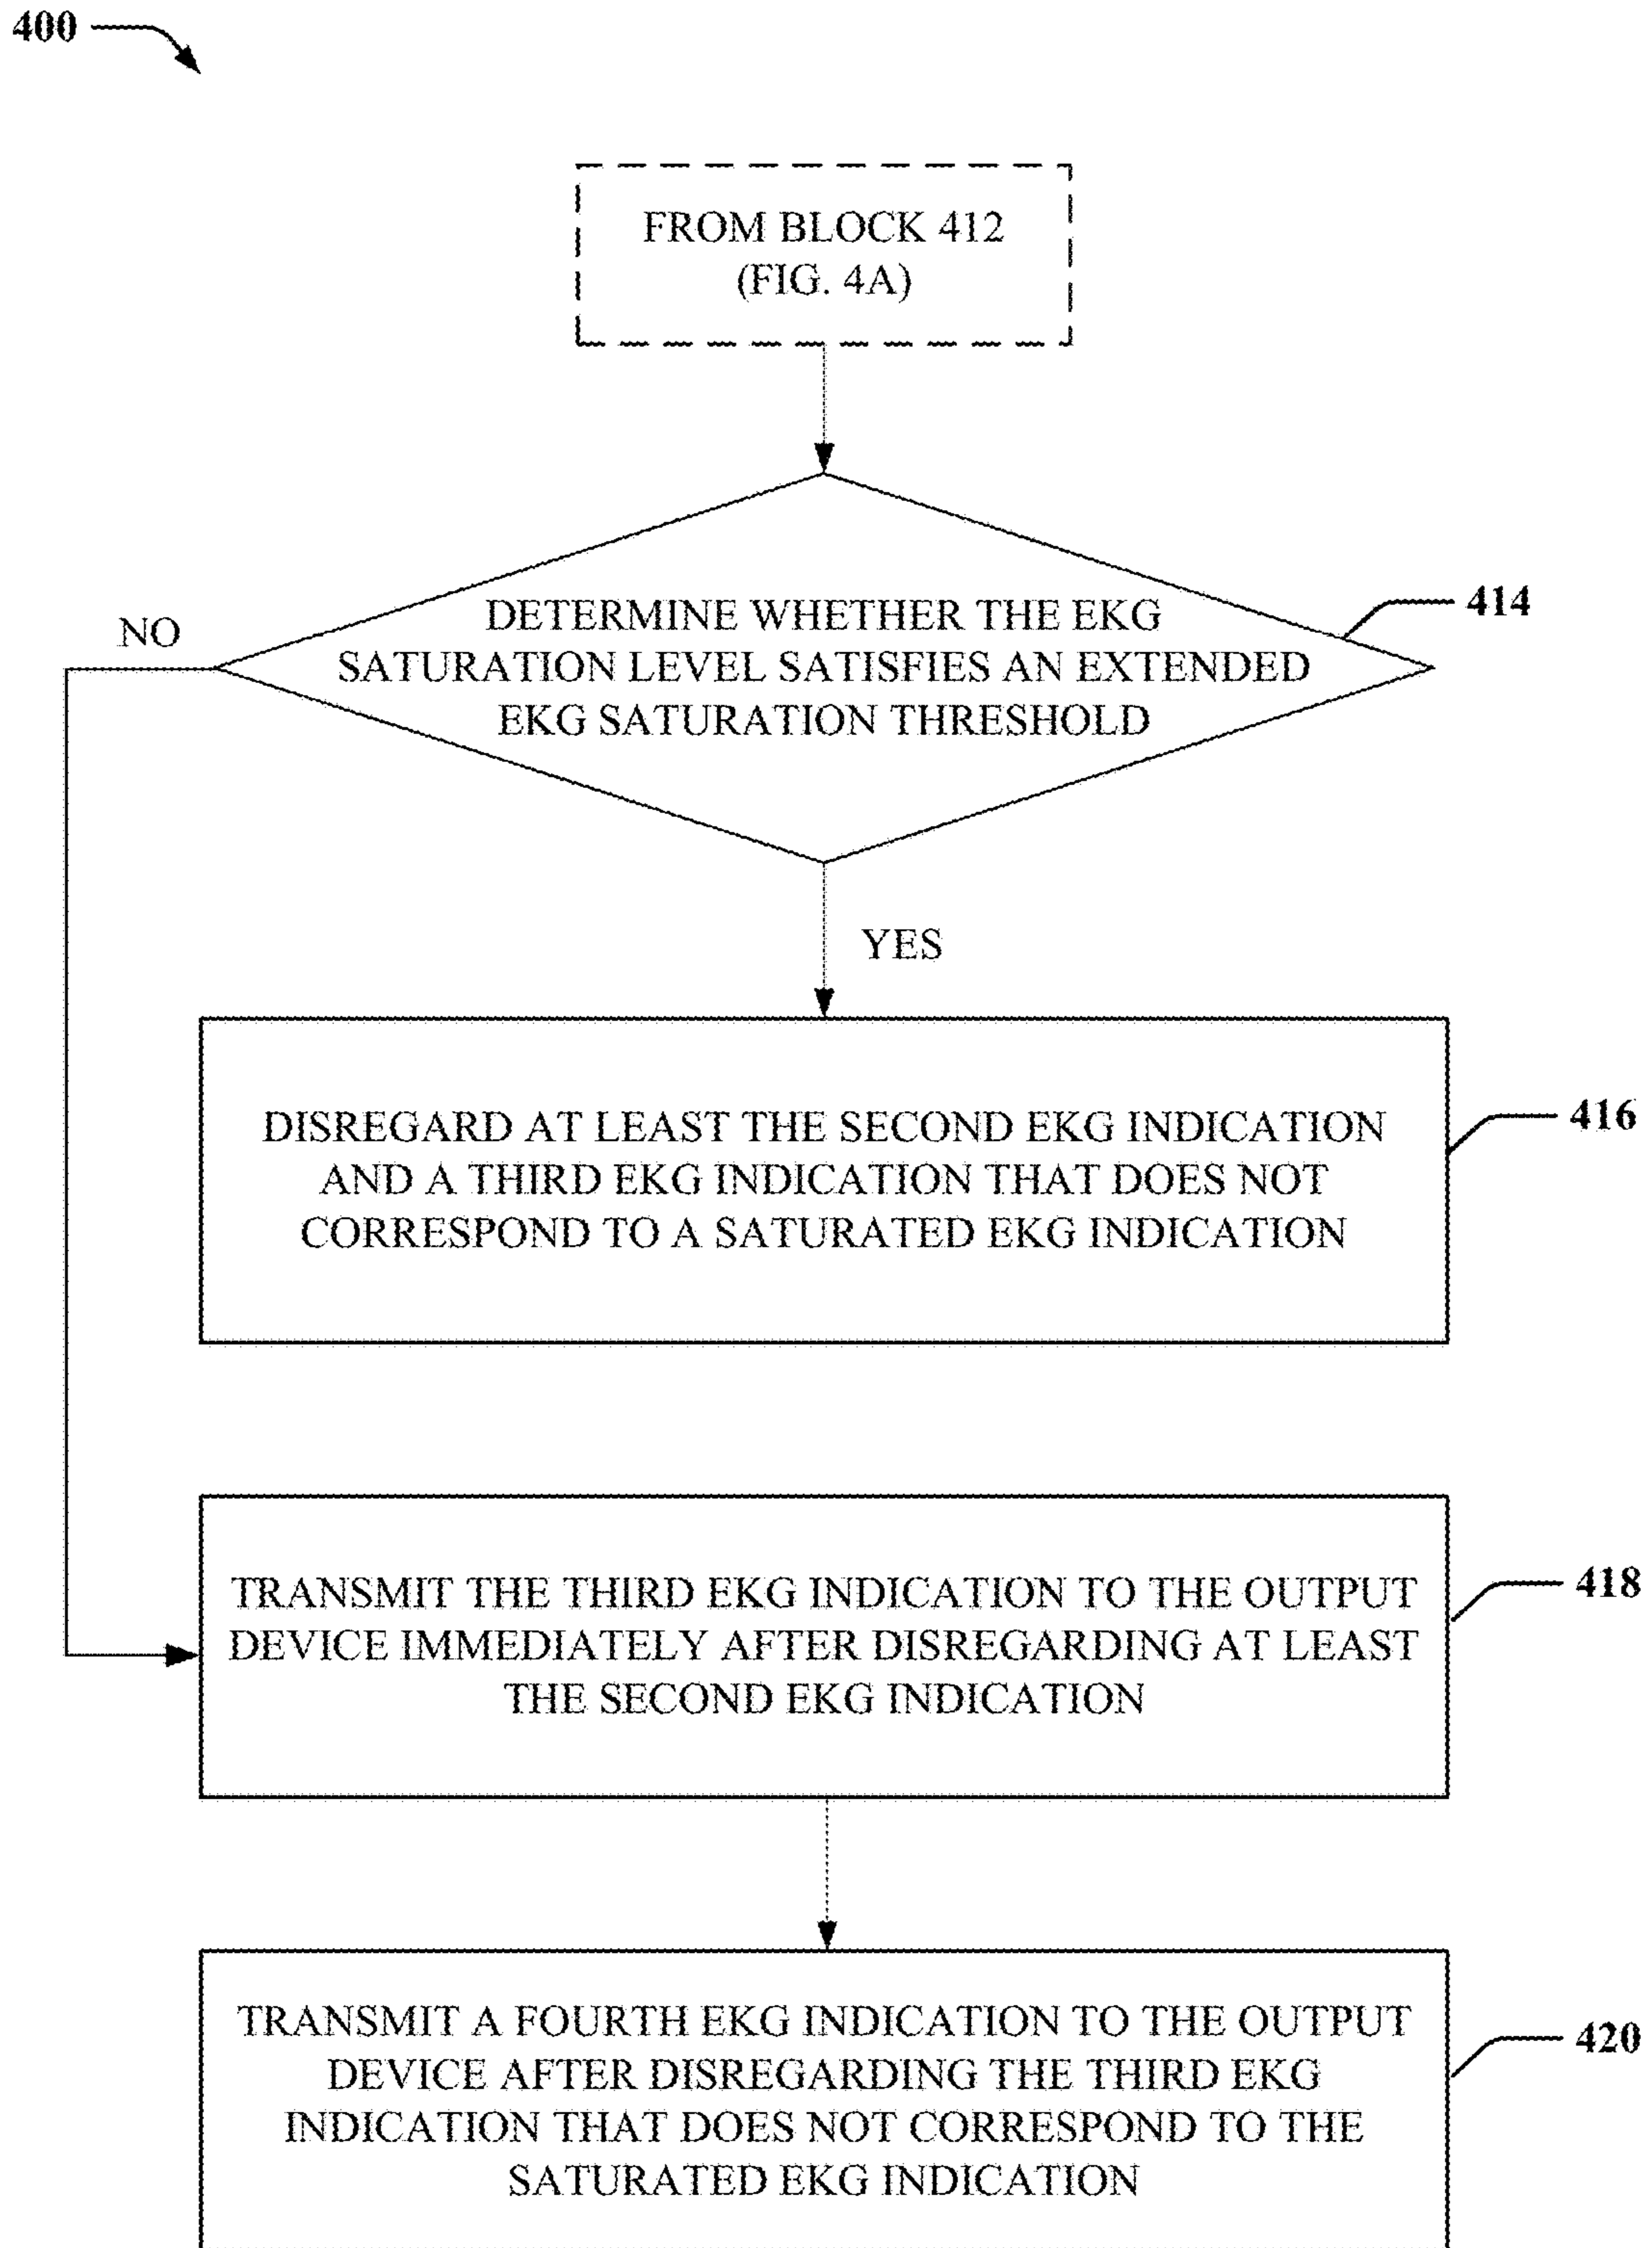 400
FROM BLOCK 412
(FIG. 4A)
DETERMINE WHETHER THE EKG
SATURATION LEVEL SATISFIES AN EXTENDED
EKG SATURATION THRESHOLD
414
NO
YES
DISREGARD AT LEAST THE SECOND EKG INDICATION
AND A THIRD EKG INDICATION THAT DOES NOT
CORRESPOND TO A SATURATED EKG INDICATION
416
TRANSMIT THE THIRD EKG INDICATION TO THE OUTPUT
DEVICE IMMEDIATELY AFTER DISREGARDING AT LEAST
THE SECOND EKG INDICATION
418
TRANSMIT A FOURTH EKG INDICATION TO THE OUTPUT
DEVICE AFTER DISREGARDING THE THIRD EKG
INDICATION THAT DOES NOT CORRESPOND TO THE
SATURATED EKG INDICATION
420